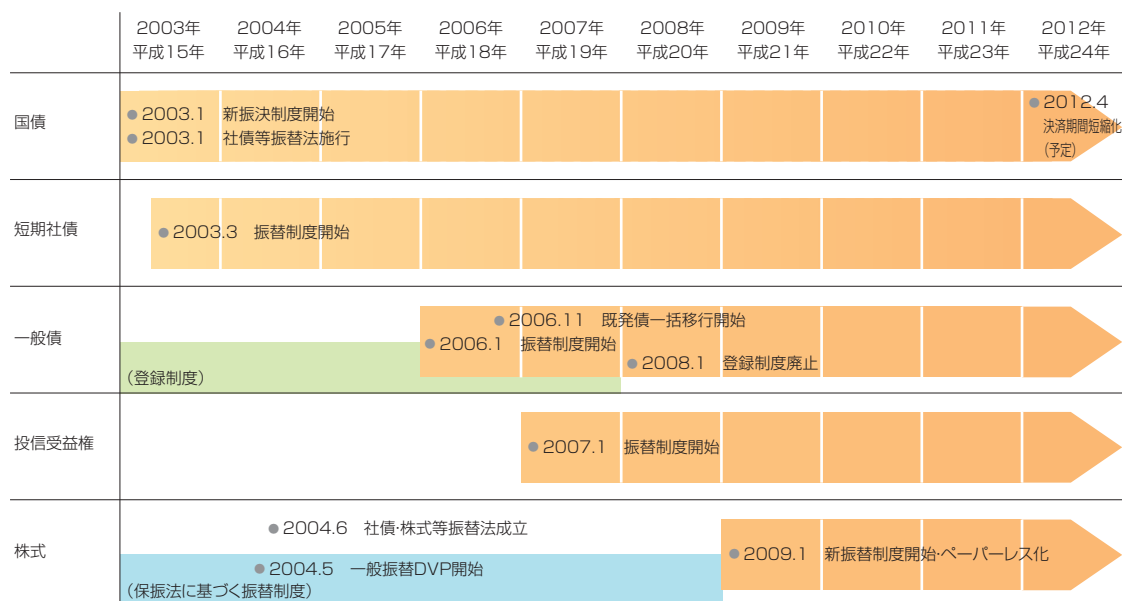 2003年 2004年 2005年 2006年 2007年 2008年 2009年 2010年 2011年 2012年
平成15年 平成16年 平成17年 平成18年 平成19年 平成20年 平成21年 平成22年 平成23年 平成24年
国債
●2003.1 新振決制度開始
●2003.1 社債等振替法施行
●2012.4
決済期間短縮化
(予定)
短期社債
●2003.3 振替制度開始
一般債
●2006.11 既発債一括移行開始
●2006.1 振替制度開始
●2008.1 登録制度廃止
(登録制度)
投信受益権
●2007.1 振替制度開始
株式
●2004.6 社債・株式等振替法成立
●2009.1 新振替制度開始・ペーパーレス化
●2004.5 一般振替DVP開始
(保振法に基づく振替制度)